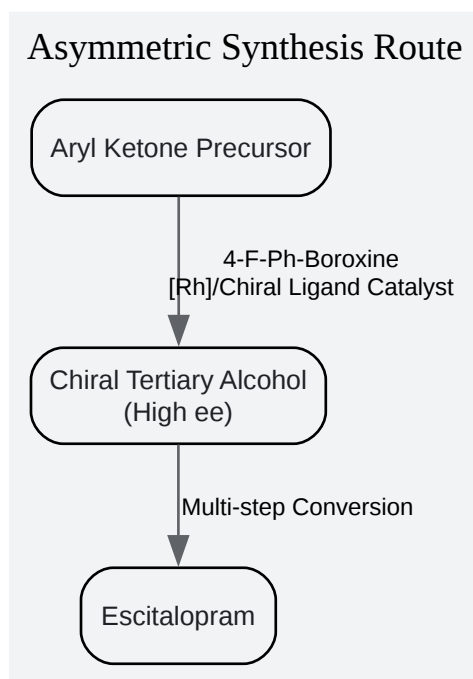 Asymmetric Synthesis Route
Aryl Ketone Precursor
4-F-Ph-Boroxine
[Rh]/Chiral Ligand Catalyst
Chiral Tertiary Alcohol
(High ee)
Multi-step Conversion
Escitalopram